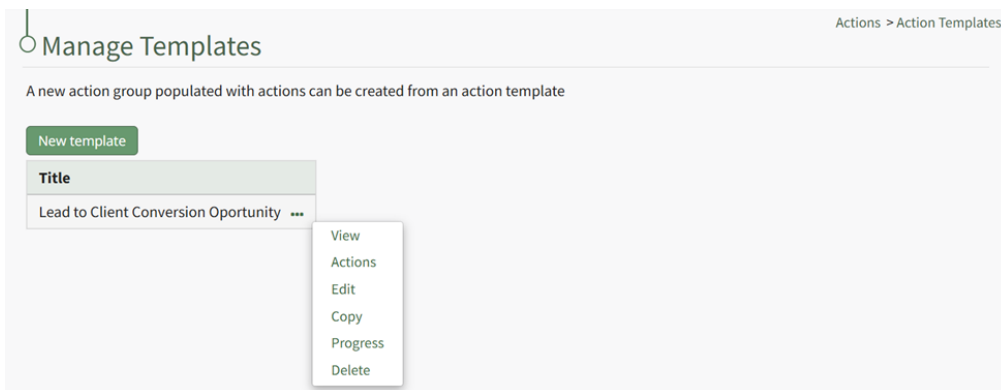 Actions > Action Templates
Manage Templates
A new action group populated with actions can be created from an action template
New template
Title
Lead to Client Conversion Oportunity
View
Actions
Edit
Copy
Progress
Delete